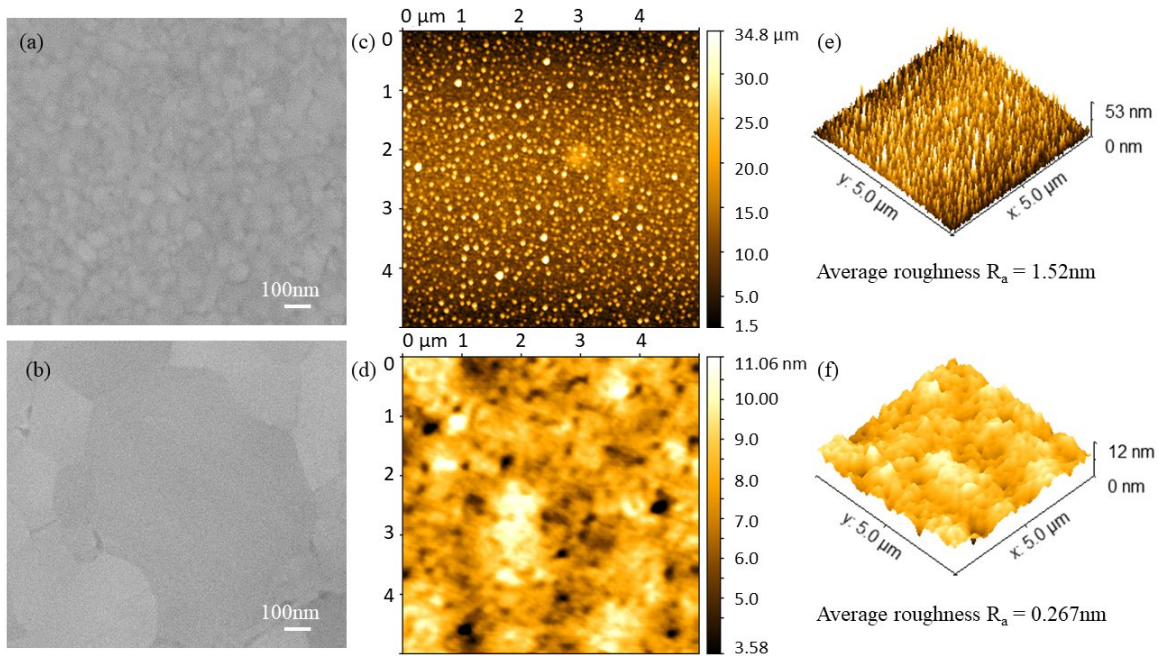 (a)
100nm
(c)
0 µm 1 2 3 4
0
1
2
3
4
34.8 µm
30.0
25.0
20.0
15.0
10.0
5.0
1.5
(e)
53 nm
0 nm
y: 5.0 µm
x: 5.0 µm
Average roughness Ra = 1.52nm
(b)
100nm
(d)
0 µm 1 2 3 4
0
1
2
3
4
11.06 nm
10.00
9.0
8.0
7.0
6.0
5.0
3.58
(f)
12 nm
0 nm
y: 5.0 µm
x: 5.0 µm
Average roughness Ra = 0.267nm